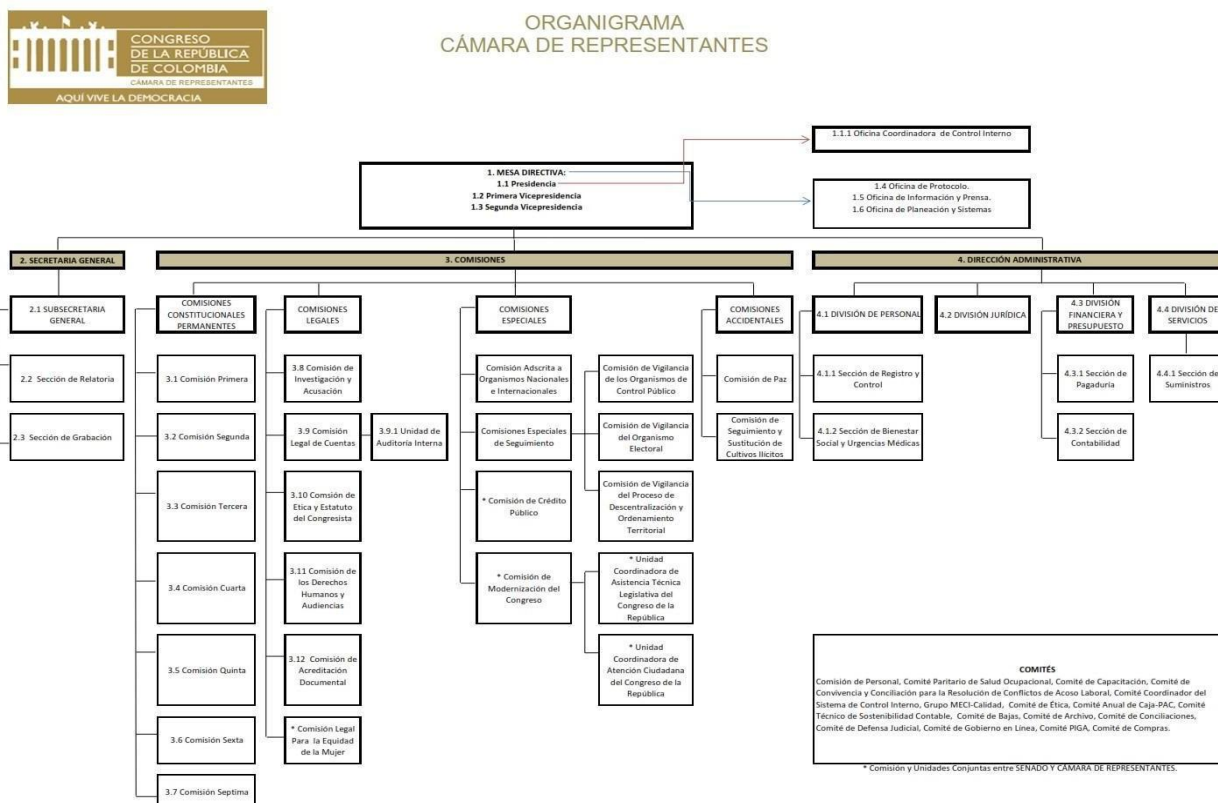 CONGRESO
DE LA REPÚBLICA
DE COLOMBIA
CÁMARA DE REPRESENTANTES
AQUÍ VIVE LA DEMOCRACIA
ORGANIGRAMA
CÁMARA DE REPRESENTANTES
1.1.1 Oficina Coordinadora de Control Interno
1. MESA DIRECTIVA:
1.1 Presidencia
1.2 Primera Vicepresidencia
1.3 Segunda Vicepresidencia
1.4 Oficina de Protocolo.
1.5 Oficina de Información y Prensa.
1.6 Oficina de Planeación y Sistemas
2. SECRETARIA GENERAL
3. COMISIONES
4. DIRECCIÓN ADMINISTRATIVA
2.1 SUBSECRETARIA
GENERAL
2.2 Sección de Relatoria
2.3 Sección de Grabación
COMISIONES
CONSTITUCIONALES
PERMANENTES
3.1 Comisión Primera
3.2 Comisión Segunda
3.3 Comisión Tercera
3.4 Comisión Cuarta
3.5 Comisión Quinta
3.6 Comisión Sexta
3.7 Comisión Septima
COMISIONES
LEGALES
3.8 Comisión de
Investigación y
Acusación
3.9 Comisión
Legal de Cuentas
3.9.1 Unidad de
Auditoría Interna
3.10 Comsión de
Etica y Estatuto
del Congresista
3.11 Comisión de
los Derechos
Humanos y
Audiencias
3.12 Comisión de
Acreditación
Documental
* Comisión Legal
Para la Equidad
de la Mujer
COMISIONES
ESPECIALES
Comisión Adscrita a
Organismos Nacionales
e Internacionales
Comisiones Especiales
de Seguimiento
* Comisión de Crédito
Público
* Comisión de
Modernización del
Congreso
Comisión de Vigilancia
de los Organismos de
Control Público
Comisión de Vigilancia
del Organismo
Electoral
Comisión de Vigilancia
del Proceso de
Descentralización y
Ordenamiento
Territorial
* Unidad
Coordinadora de
Asistencia Técnica
Legislativa del
Congreso de la
República
* Unidad
Coordinadora de
Atención Ciudadana
del Congreso de la
República
COMISIONES
ACCIDENTALES
Comisión de Paz
Comisión de
Seguimiento y
Sustitución de
Cultivos Ilícitos
4.1 DIVISIÓN DE PERSONAL
4.1.1 Sección de Registro y
Control
4.1.2 Sección de Bienestar
Social y Urgencias Médicas
4.2 DIVISIÓN JURÍDICA
4.3 DIVISIÓN
FINANCIERA Y
PRESUPUESTO
4.3.1 Sección de
Pagaduría
4.3.2 Sección de
Contabilidad
4.4 DIVISIÓN DE
SERVICIOS
4.4.1 Sección de
Suministros
COMITÉS
Comisión de Personal, Comité Paritario de Salud Ocupacional, Comité de Capacitación, Comité de
Convivencia y Conciliación para la Resolución de Conflictos de Acoso Laboral, Comité Coordinador del
Sistema de Control Interno, Grupo MECI-Calidad, Comité de Ética, Comité Anual de Caja-PAC, Comité
Técnico de Sostenibilidad Contable, Comité de Bajas, Comité de Archivo, Comité de Conciliaciones,
Comité de Defensa Judicial, Comité de Gobierno en Línea, Comité PIGA, Comité de Compras.
* Comisión y Unidades Conjuntas entre SENADO Y CÁMARA DE REPRESENTANTES.